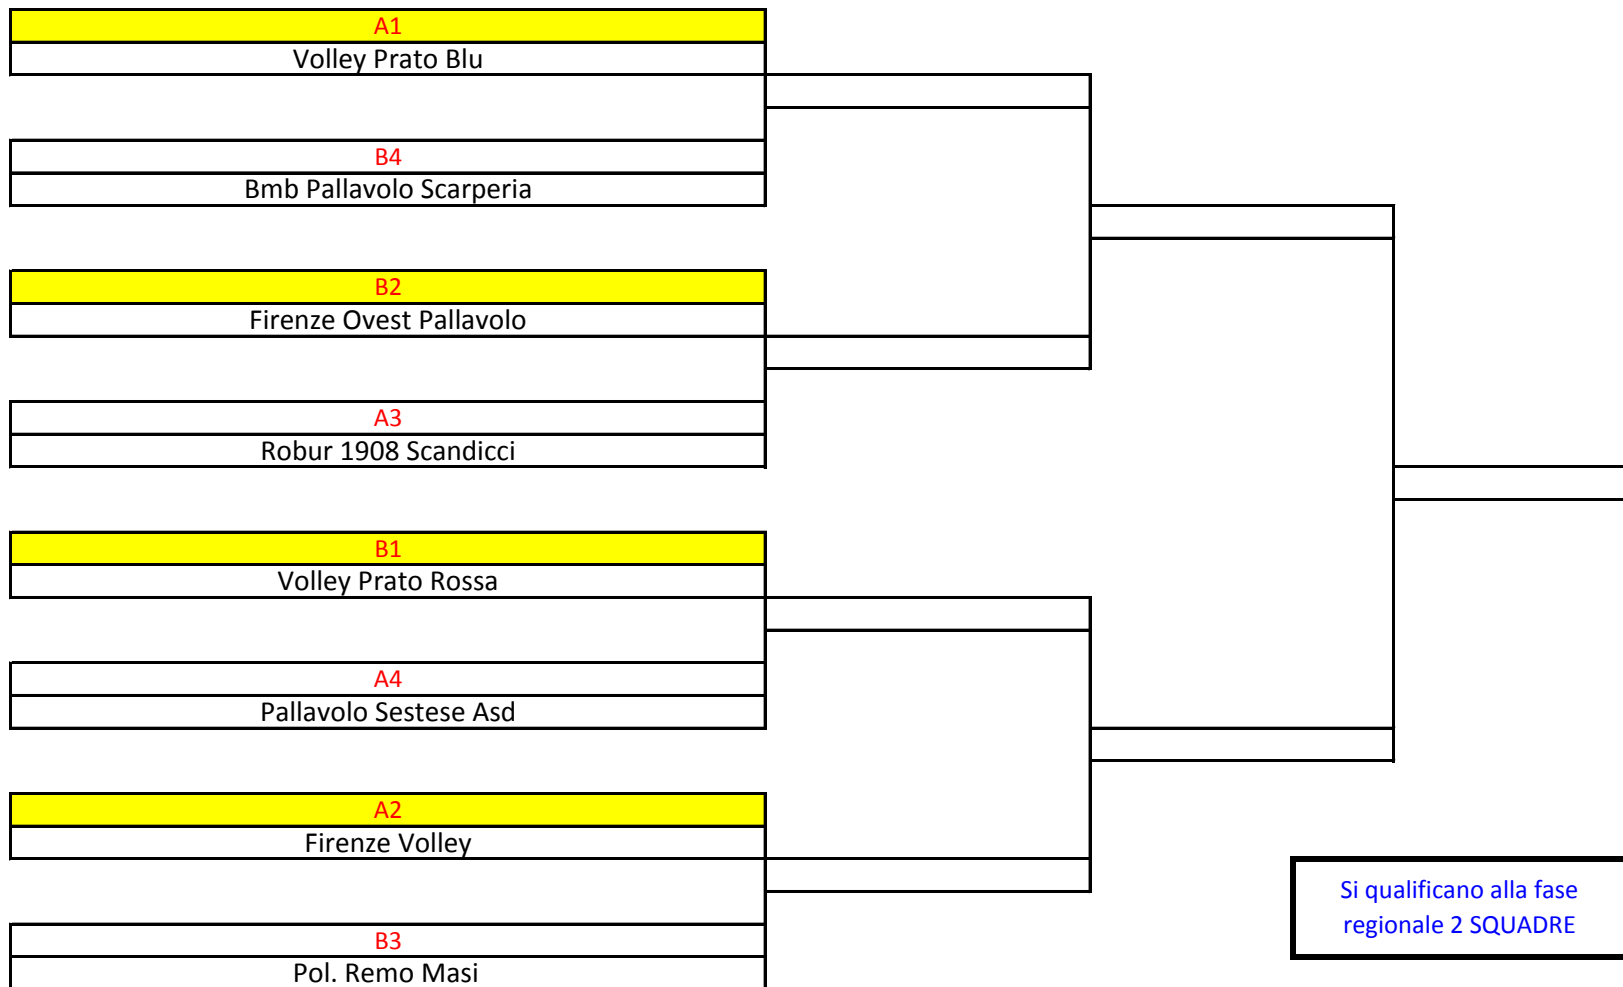 A1
Volley Prato Blu
B4
Bmb Pallavolo Scarperia
B2
Firenze Ovest Pallavolo
A3
Robur 1908 Scandicci
B1
Volley Prato Rossa
A4
Pallavolo Sestese Asd
A2
Firenze Volley
B3
Pol. Remo Masi
Si qualificano alla fase
regionale 2 SQUADRE